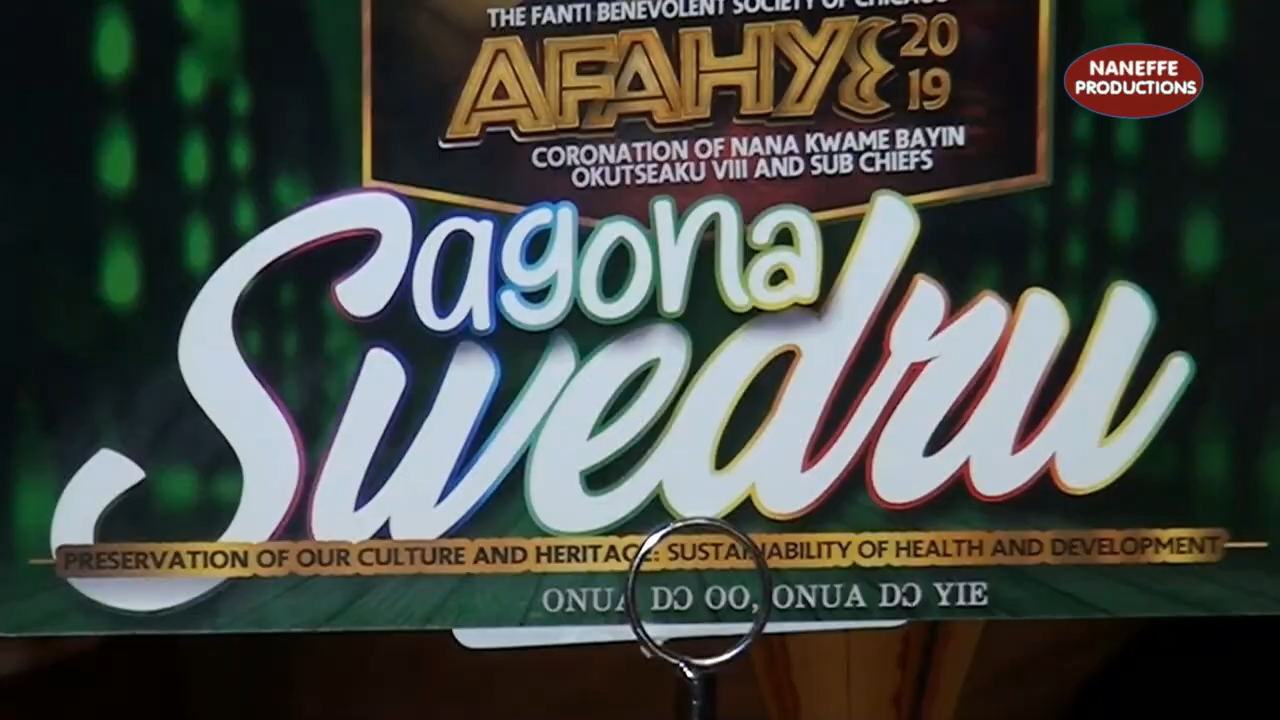 THE FANTI BENEVOLENT SOCIETY OF CHICAGO
AFAHYƐ 2019
CORONATION OF NANA KWAME BAYIN
OKUTSEAKU VIII AND SUB CHIEFS
agona
Swedru
PRESERVATION OF OUR CULTURE AND HERITAGE: SUSTAINABILITY OF HEALTH AND DEVELOPMENT
ONUA DƆ OO, ONUA DƆ YIE
NANEFFE
PRODUCTIONS